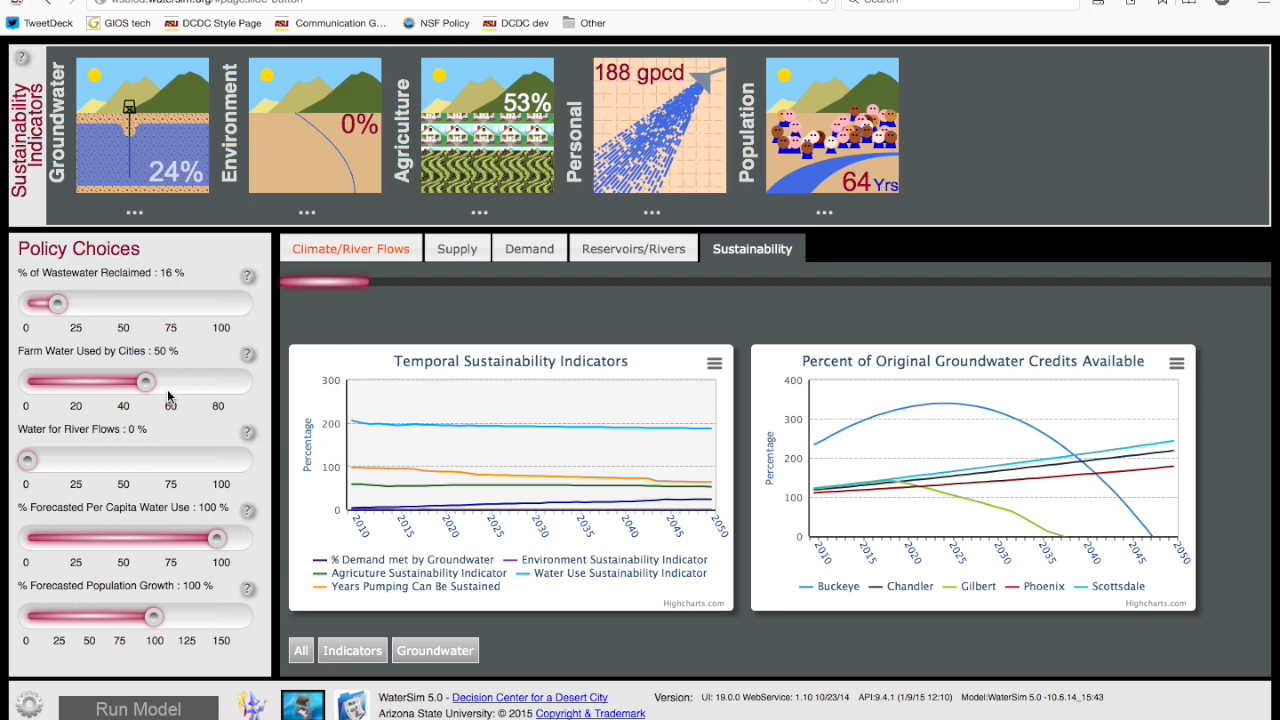 Search
TweetDeck
GIOS tech
DCDC Style Page
Communication G...
NSF Policy
DCDC dev
Other
?
Sustainability
Indicators
Groundwater
24%
...
Environment
0%
...
Agriculture
53%
...
Personal
188 gpcd
...
Population
64 Yrs
...
Policy Choices
% of Wastewater Reclaimed : 16 %
?
0 25 50 75 100
Farm Water Used by Cities : 50 %
?
0 20 40 60 80
Water for River Flows : 0 %
?
0 25 50 75 100
% Forecasted Per Capita Water Use : 100 %
?
0 25 50 75 100
% Forecasted Population Growth : 100 %
?
0 25 50 75 100 125 150
Run Model
Climate/River Flows
Supply
Demand
Reservoirs/Rivers
Sustainability
Temporal Sustainability Indicators
Percentage
300
200
100
0
2010 2015 2020 2025 2030 2035 2040 2045 2050
% Demand met by Groundwater
Environment Sustainability Indicator
Agricuture Sustainability Indicator
Water Use Sustainability Indicator
Years Pumping Can Be Sustained
Highcharts.com
Percent of Original Groundwater Credits Available
Percentage
400
300
200
100
0
2010 2015 2020 2025 2030 2035 2040 2045 2050
Buckeye Chandler Gilbert Phoenix Scottsdale
Highcharts.com
All
Indicators
Groundwater
WaterSim 5.0 - Decision Center for a Desert City
Arizona State University: © 2015 Copyright & Trademark
Version: UI: 19.0.0 WebService: 1.10 10/23/14 API:9.4.1 (1/9/15 12:10) Model:WaterSim 5.0 -10.6.14_15:43